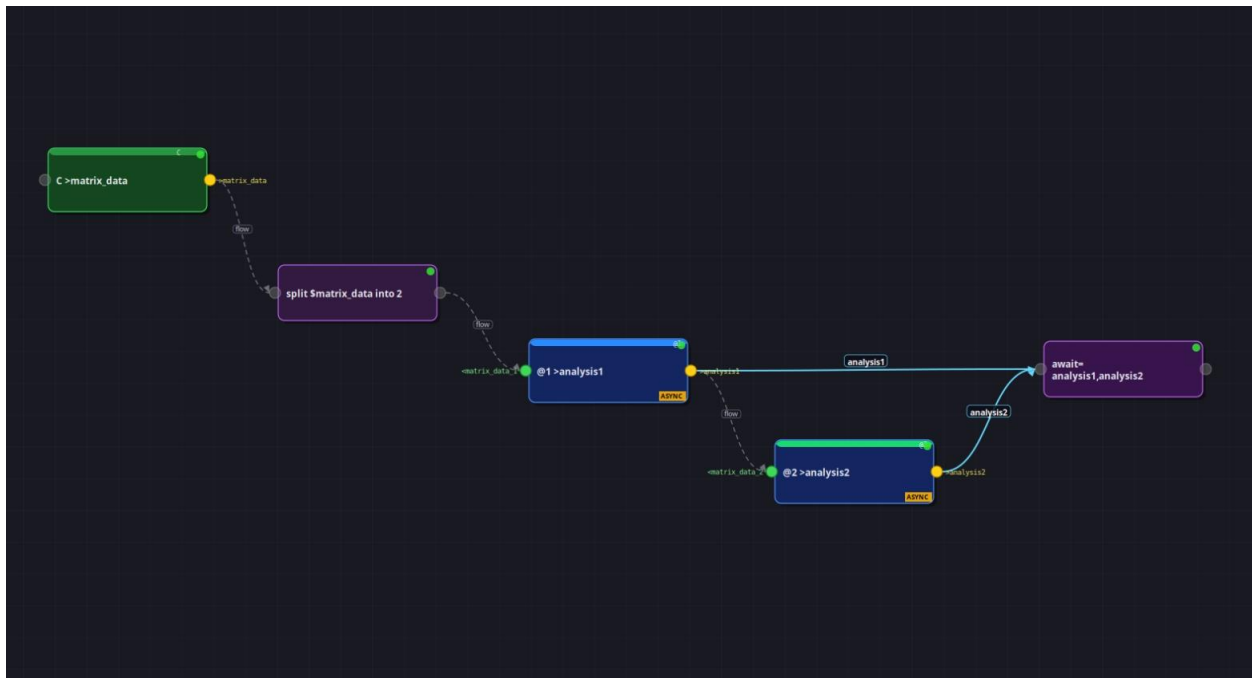 C
C >matrix_data
>matrix_data
flow
split $matrix_data into 2
flow
<matrix_data_1
@1 >analysis1
ASYNC
>analysis1
analysis1
await=
analysis1,analysis2
flow
analysis2
@2 >analysis2
ASYNC
>analysis2